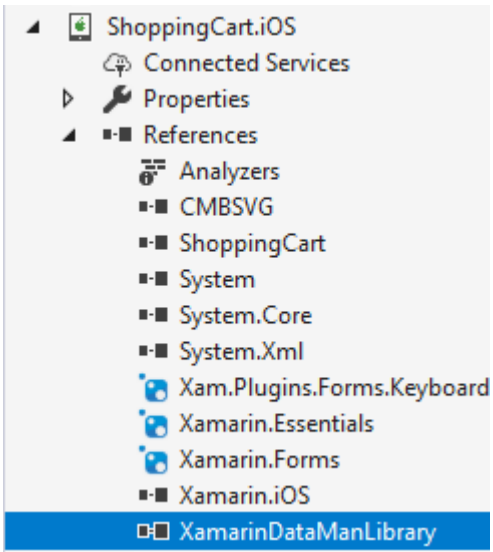 ShoppingCart.iOS
Connected Services
Properties
References
Analyzers
CMBSVG
ShoppingCart
System
System.Core
System.Xml
Xam.Plugins.Forms.Keyboard
Xamarin.Essentials
Xamarin.Forms
Xamarin.iOS
XamarinDataManLibrary